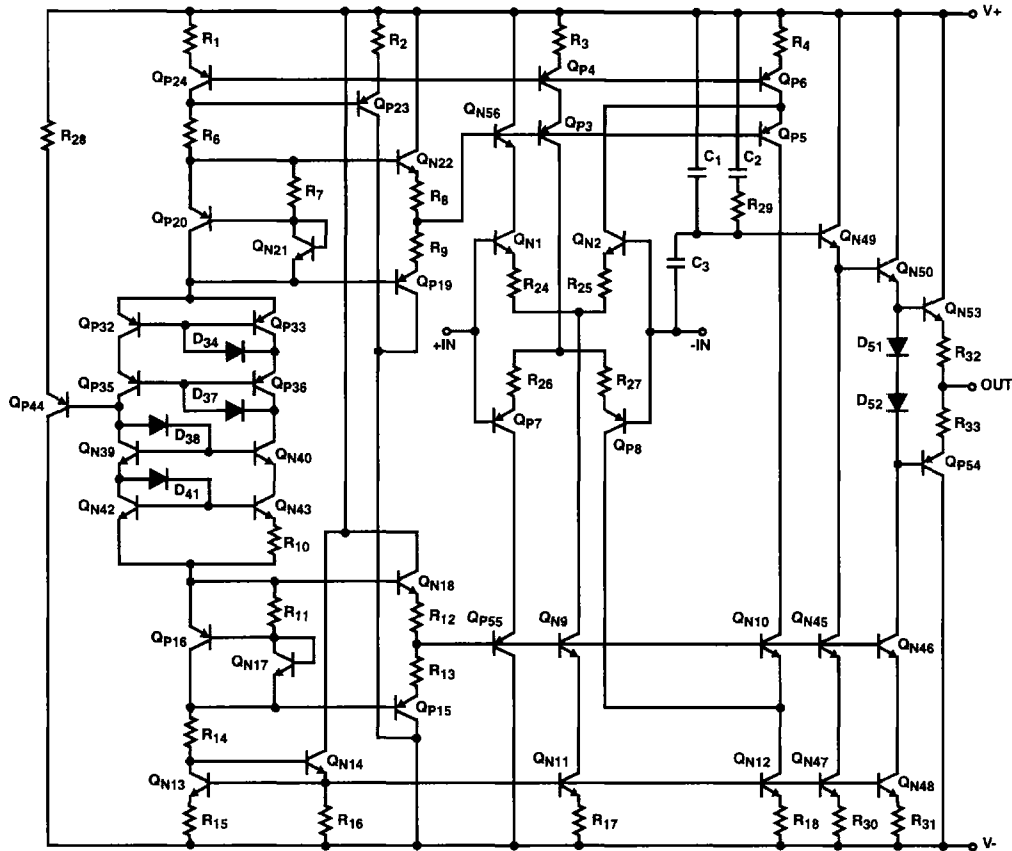 V+
R1
R2
R3
R4
QP24
QP4
QP6
QP23
QN56
QP3
QP5
R28
R6
QN22
C1
C2
R7
R8
R29
QP20
QN21
R9
QN1
QN2
QN49
C3
QP19
R24
R25
QN50
QN53
QP32
QP33
D34
+IN
-IN
D51
R32
QP35
QP36
D37
R26
R27
OUT
QP44
D38
QP7
QP8
D52
R33
QN39
QN40
QP54
D41
QN42
QN43
R10
QN18
R11
R12
QP16
QP55
QN9
QN10
QN45
QN46
QN17
R13
QP15
R14
QN14
QN11
QN12
QN47
QN48
QN13
R15
R16
R17
R18
R30
R31
V-